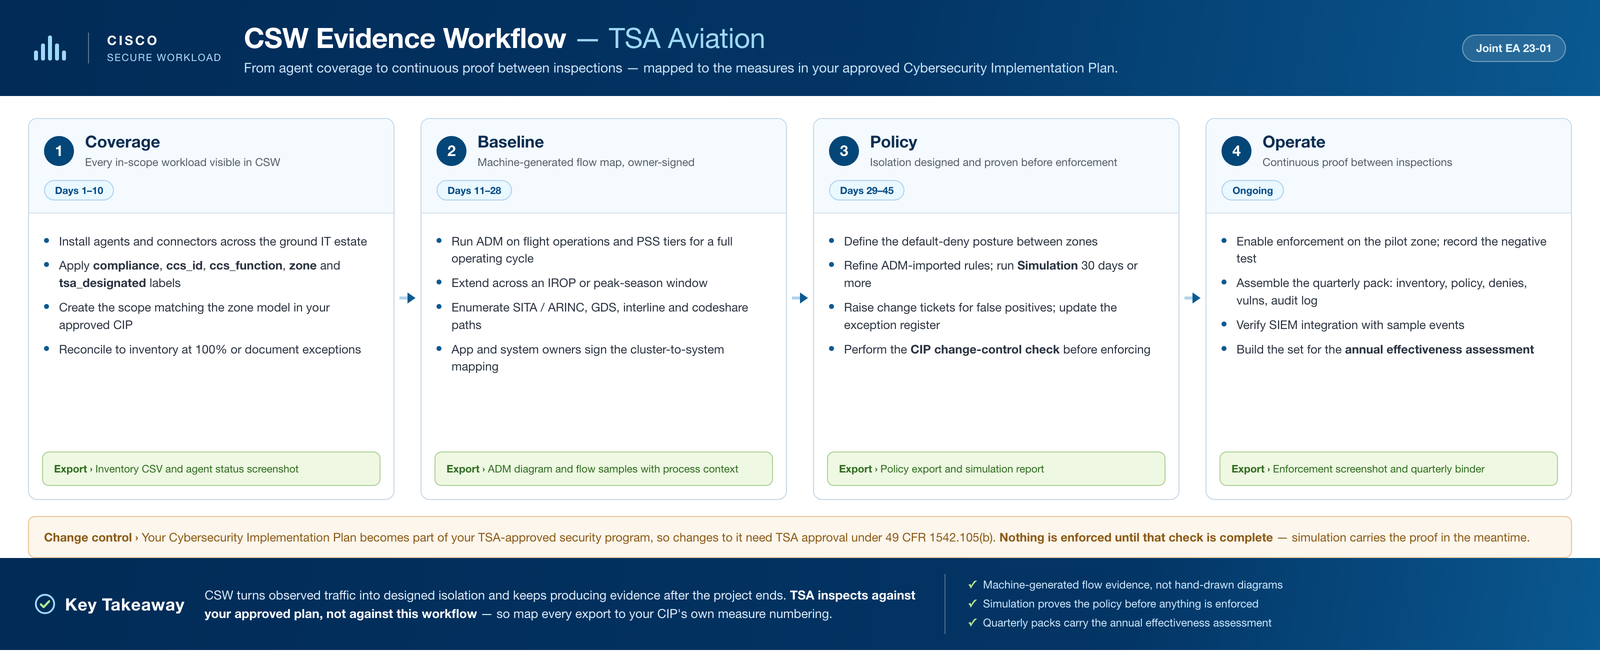 CISCO
SECURE WORKLOAD
CSW Evidence Workflow — TSA Aviation
From agent coverage to continuous proof between inspections — mapped to the measures in your approved Cybersecurity Implementation Plan.
Joint EA 23-01
1
Coverage
Every in-scope workload visible in CSW
Days 1–10
• Install agents and connectors across the ground IT estate
• Apply compliance, ccs_id, ccs_function, zone and
tsa_designated labels
• Create the scope matching the zone model in your
approved CIP
• Reconcile to inventory at 100% or document exceptions
Export › Inventory CSV and agent status screenshot
2
Baseline
Machine-generated flow map, owner-signed
Days 11–28
• Run ADM on flight operations and PSS tiers for a full
operating cycle
• Extend across an IROP or peak-season window
• Enumerate SITA / ARINC, GDS, interline and codeshare
paths
• App and system owners sign the cluster-to-system
mapping
Export › ADM diagram and flow samples with process context
3
Policy
Isolation designed and proven before enforcement
Days 29–45
• Define the default-deny posture between zones
• Refine ADM-imported rules; run Simulation 30 days or
more
• Raise change tickets for false positives; update the
exception register
• Perform the CIP change-control check before enforcing
Export › Policy export and simulation report
4
Operate
Continuous proof between inspections
Ongoing
• Enable enforcement on the pilot zone; record the negative
test
• Assemble the quarterly pack: inventory, policy, denies,
vulns, audit log
• Verify SIEM integration with sample events
• Build the set for the annual effectiveness assessment
Export › Enforcement screenshot and quarterly binder
Change control › Your Cybersecurity Implementation Plan becomes part of your TSA-approved security program, so changes to it need TSA approval under 49 CFR 1542.105(b). Nothing is enforced until that check is complete — simulation carries the proof in the meantime.
Key Takeaway
CSW turns observed traffic into designed isolation and keeps producing evidence after the project ends. TSA inspects against
your approved plan, not against this workflow — so map every export to your CIP's own measure numbering.
✓ Machine-generated flow evidence, not hand-drawn diagrams
✓ Simulation proves the policy before anything is enforced
✓ Quarterly packs carry the annual effectiveness assessment